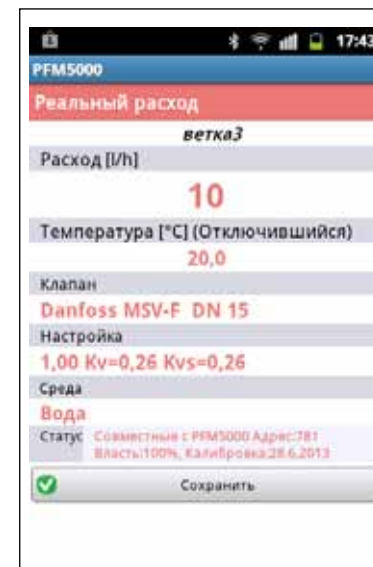 17:43
PFM5000
Реальный расход
ветка3
Расход [l/h]
10
Температура [°C] (Отключившийся)
20,0
Клапан
Danfoss MSV-F DN 15
Настройка
1,00 Kv=0,26 Kvs=0,26
Среда
Вода
Статус Совместные с PFM5000 Адрес:781
Власть:100%, Калибровка:28.6.2013
Сохранить